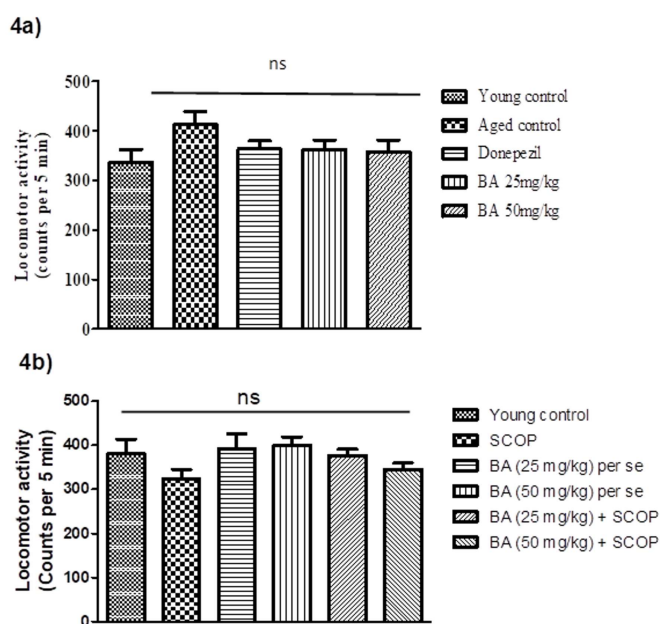 4a)
ns
Locomotor activity
(counts per 5 min)
500
400
300
200
100
0
Young control
Aged control
Donepezil
BA 25mg/kg
BA 50mg/kg
4b)
ns
Locomotor activity
(Counts per 5 min)
500
400
300
200
100
0
Young control
SCOP
BA (25 mg/kg) per se
BA (50 mg/kg) per se
BA (25 mg/kg) + SCOP
BA (50 mg/kg) + SCOP